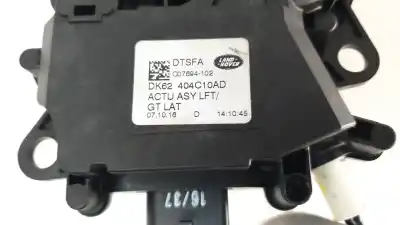 DTSFA
C07694-102
LAND
ROVER
DK62 404C10AD
ACTU ASY LFT/
GT LAT
07.10.16 D 14:10:45
16/37